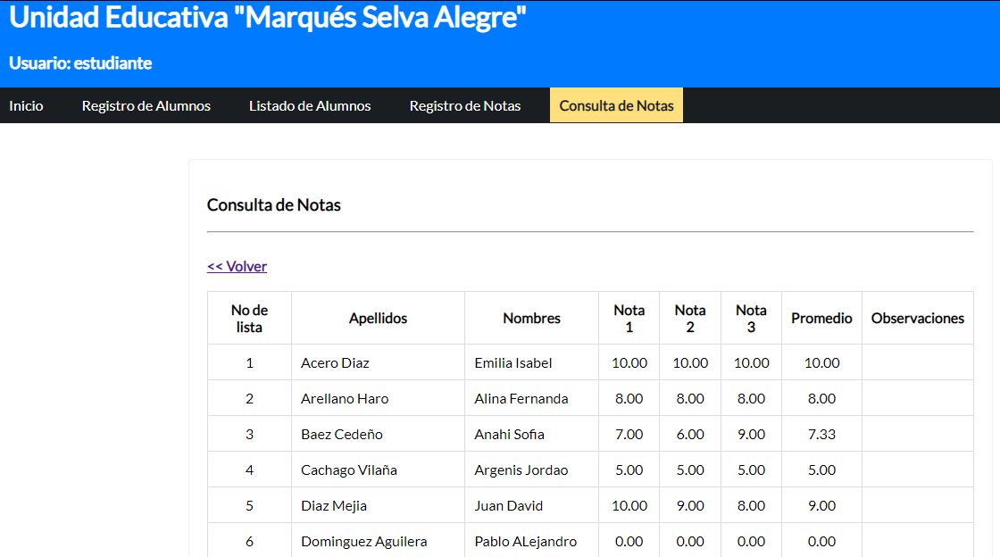 Unidad Educativa "Marqués Selva Alegre"
Usuario: estudiante
Inicio Registro de Alumnos Listado de Alumnos Registro de Notas Consulta de Notas
Consulta de Notas
<< Volver
No de lista Apellidos Nombres Nota 1 Nota 2 Nota 3 Promedio Observaciones
1 Acero Diaz Emilia Isabel 10.00 10.00 10.00 10.00
2 Arellano Haro Alina Fernanda 8.00 8.00 8.00 8.00
3 Baez Cedeño Anahi Sofia 7.00 6.00 9.00 7.33
4 Cachago Vilaña Argenis Jordao 5.00 5.00 5.00 5.00
5 Diaz Mejia Juan David 10.00 9.00 8.00 9.00
6 Dominguez Aguilera Pablo ALejandro 0.00 0.00 0.00 0.00